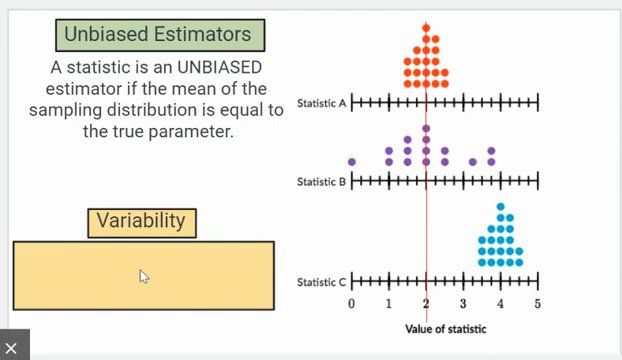 Unbiased Estimators
A statistic is an UNBIASED
estimator if the mean of the
sampling distribution is equal to
the true parameter.
Variability
Statistic A
Statistic B
Statistic C
0 1 2 3 4 5
Value of statistic